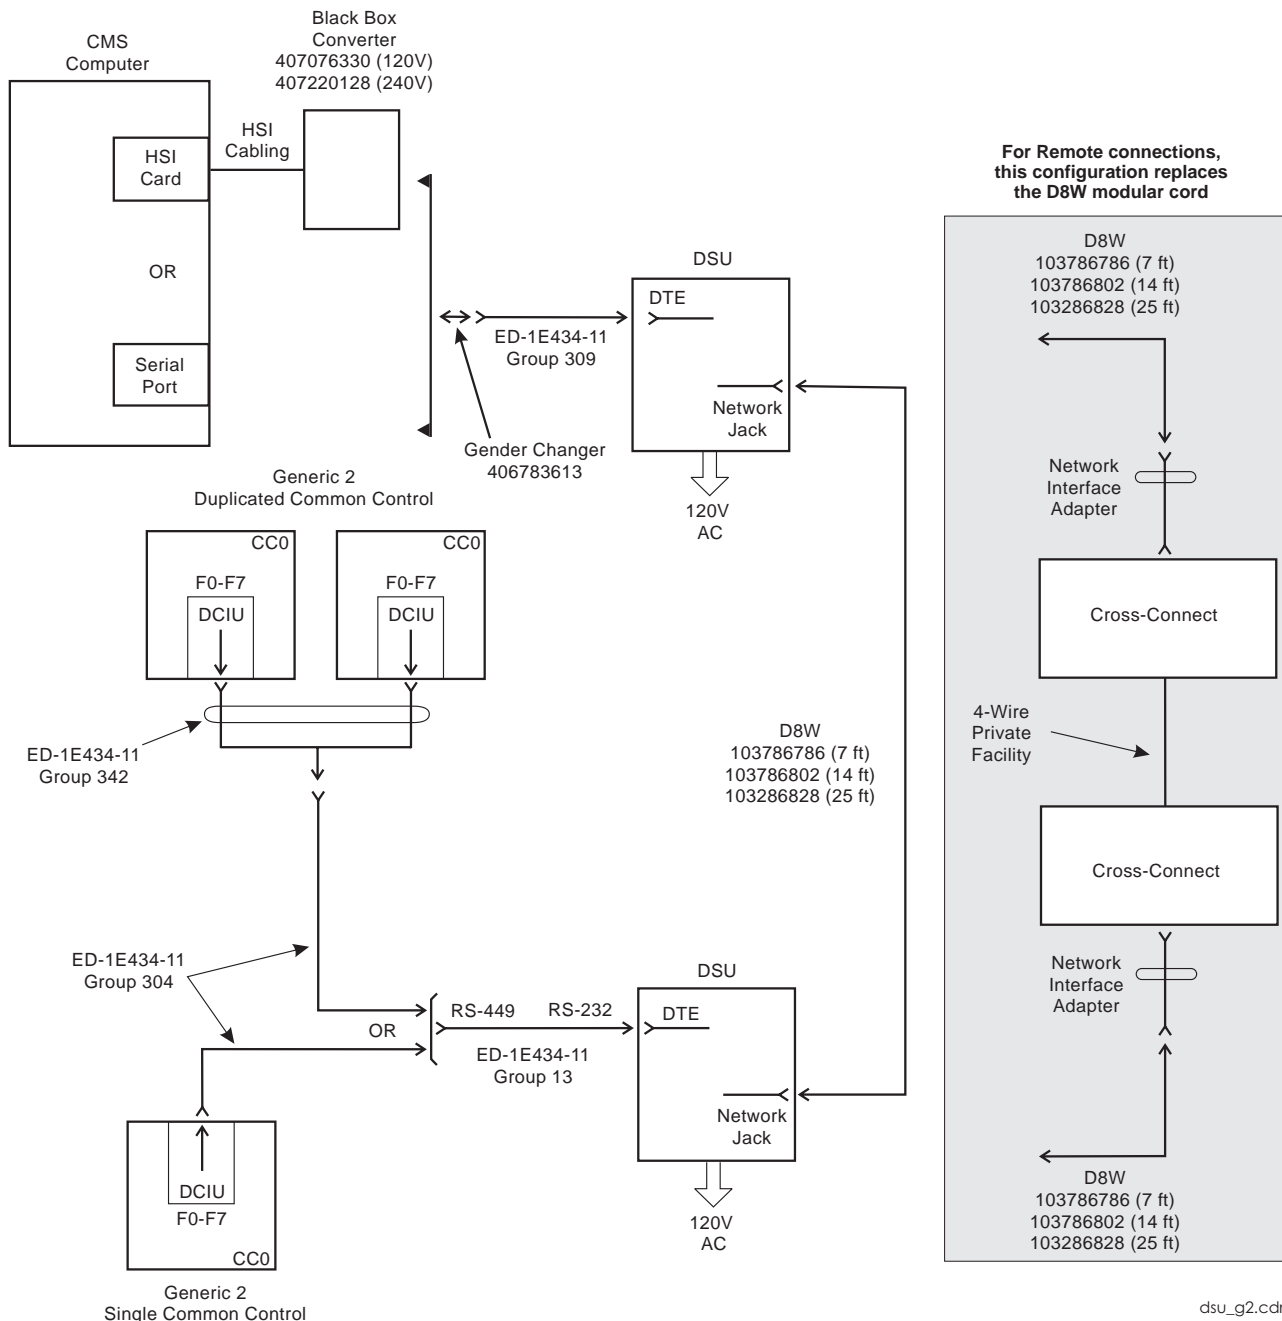 CMS
Computer
Black Box
Converter
407076330 (120V)
407220128 (240V)
HSI
Cabling
HSI
Card
OR
Serial
Port
DSU
DTE
ED-1E434-11
Group 309
Network
Jack
Gender Changer
406783613
120V
AC
Generic 2
Duplicated Common Control
CC0
F0-F7
DCIU
CC0
F0-F7
DCIU
ED-1E434-11
Group 342
D8W
103786786 (7 ft)
103786802 (14 ft)
103286828 (25 ft)
ED-1E434-11
Group 304
OR
RS-449
RS-232
ED-1E434-11
Group 13
DSU
DTE
Network
Jack
120V
AC
DCIU
F0-F7
CC0
Generic 2
Single Common Control
For Remote connections,
this configuration replaces
the D8W modular cord
D8W
103786786 (7 ft)
103786802 (14 ft)
103286828 (25 ft)
Network
Interface
Adapter
Cross-Connect
4-Wire
Private
Facility
Cross-Connect
Network
Interface
Adapter
D8W
103786786 (7 ft)
103786802 (14 ft)
103286828 (25 ft)
dsu_g2.cdr